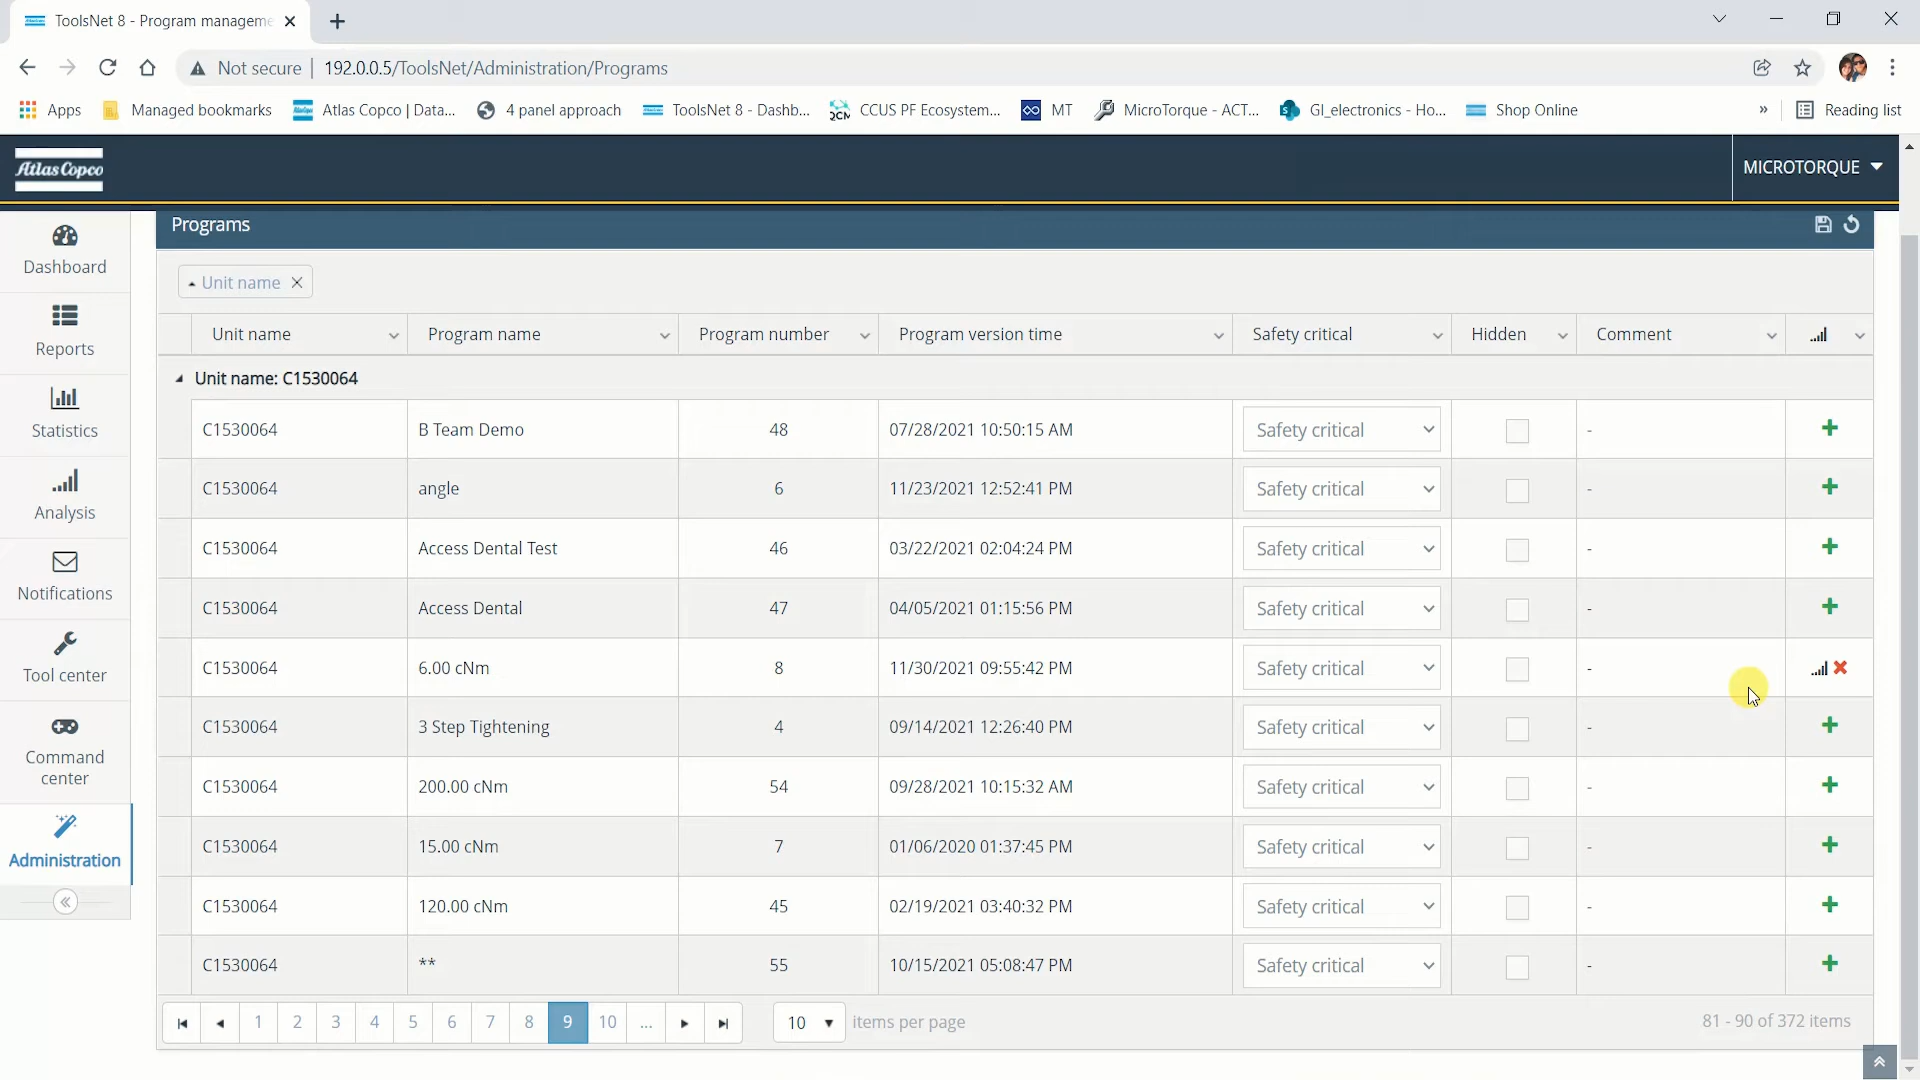 ToolsNet 8 - Program manageme
Not secure 192.0.0.5/ToolsNet/Administration/Programs
Apps Managed bookmarks Atlas Copco | Data... 4 panel approach ToolsNet 8 - Dashb... CCUS PF Ecosystem... MT MicroTorque - ACT... GI_electronics - Ho... Shop Online » Reading list
Atlas Copco MICROTORQUE
Dashboard
Reports
Statistics
Analysis
Notifications
Tool center
Command
center
Administration
Programs
Unit name
Unit name Program name Program number Program version time Safety critical Hidden Comment
Unit name: C1530064
C1530064 B Team Demo 48 07/28/2021 10:50:15 AM Safety critical -
C1530064 angle 6 11/23/2021 12:52:41 PM Safety critical -
C1530064 Access Dental Test 46 03/22/2021 02:04:24 PM Safety critical -
C1530064 Access Dental 47 04/05/2021 01:15:56 PM Safety critical -
C1530064 6.00 cNm 8 11/30/2021 09:55:42 PM Safety critical -
C1530064 3 Step Tightening 4 09/14/2021 12:26:40 PM Safety critical -
C1530064 200.00 cNm 54 09/28/2021 10:15:32 AM Safety critical -
C1530064 15.00 cNm 7 01/06/2020 01:37:45 PM Safety critical -
C1530064 120.00 cNm 45 02/19/2021 03:40:32 PM Safety critical -
C1530064 ** 55 10/15/2021 05:08:47 PM Safety critical -
1 2 3 4 5 6 7 8 9 10 ... 10 items per page 81 - 90 of 372 items